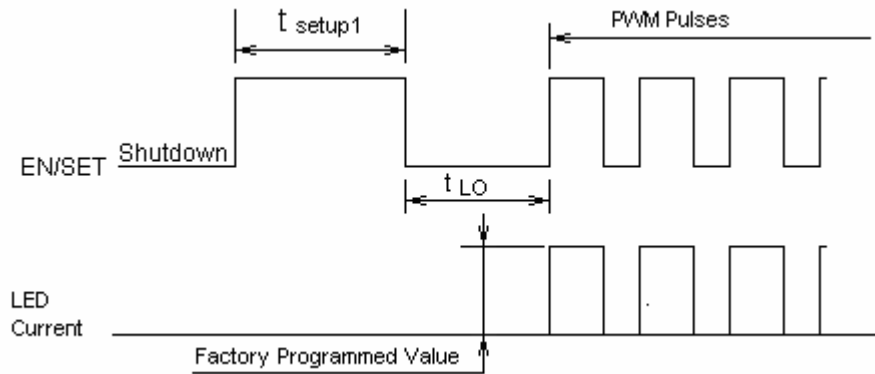 t setup1
PWM Pulses
Shutdown
EN/SET
t LO
LED
Current
Factory Programmed Value